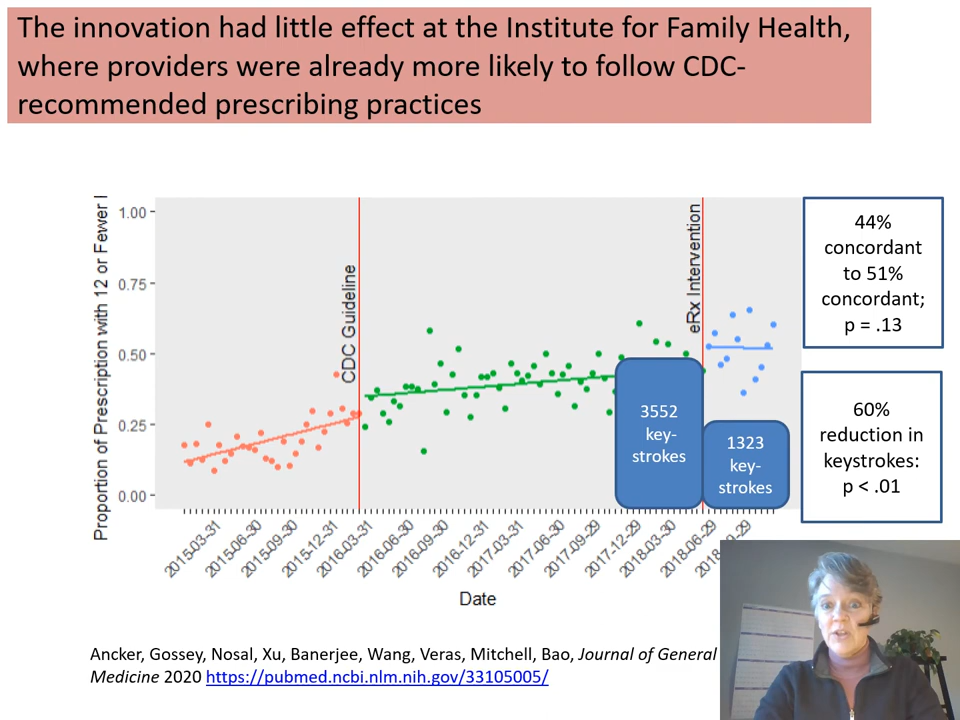 The innovation had little effect at the Institute for Family Health,
where providers were already more likely to follow CDC-
recommended prescribing practices
Proportion of Prescription with 12 or Fewer
1.00
0.75
0.50
0.25
0.00
CDC Guideline
eRx Intervention
3552
key-
strokes
1323
key-
strokes
44%
concordant
to 51%
concordant;
p = .13
60%
reduction in
keystrokes:
p < .01
2015-03-31
2015-06-30
2015-09-30
2015-12-31
2016-03-31
2016-06-30
2016-09-30
2016-12-31
2017-03-31
2017-06-30
2017-09-29
2017-12-29
2018-03-30
2018-06-29
Date
Ancker, Gossey, Nosal, Xu, Banerjee, Wang, Veras, Mitchell, Bao, Journal of General
Medicine 2020 https://pubmed.ncbi.nlm.nih.gov/33105005/